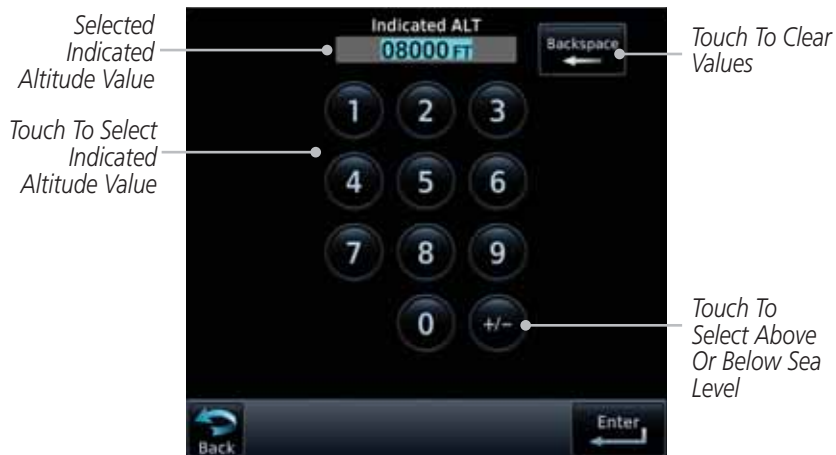 Selected
Indicated
Altitude Value
Indicated ALT
08000 FT
Backspace
Touch To Clear
Values
Touch To Select
Indicated
Altitude Value
1 2 3
4 5 6
7 8 9
0 +/-
Touch To
Select Above
Or Below Sea
Level
Back
Enter